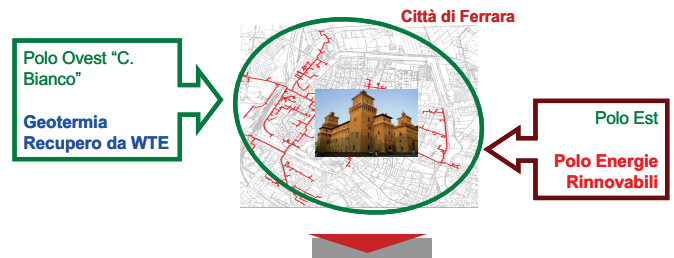 Città di Ferrara
Polo Ovest “C.
Bianco”
Geotermia
Recupero da WTE
Polo Est
Polo Energie
Rinnovabili